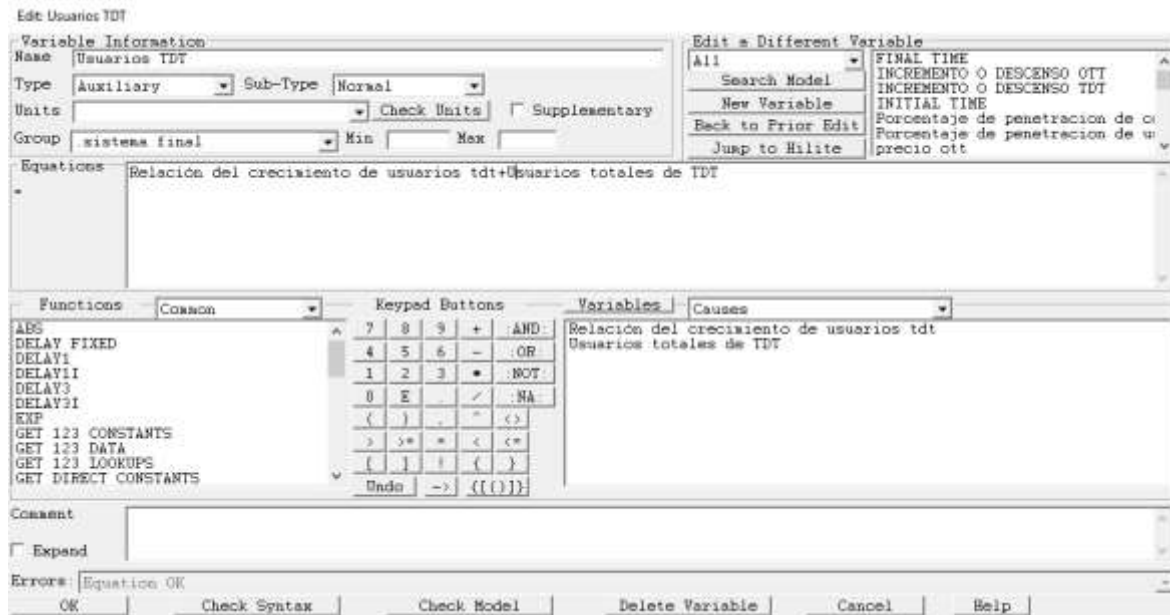 Edit: Usuarios TDT
Variable Information
Name Usuarios TDT
Type Auxiliary Sub-Type Normal
Units Check Units Supplementary
Group .sistema final Min Max
Edit a Different Variable
All
Search Model
New Variable
Back to Prior Edit
Jump to Hilite
FINAL TIME
INCREMENTO O DESCENSO OTT
INCREMENTO O DESCENSO TDT
INITIAL TIME
Porcentaje de penetracion de
Porcentaje de penetracion de
precio ott
Equations
=
Relación del crecimiento de usuarios tdt+Usuarios totales de TDT
Functions Common
ABS
DELAY FIXED
DELAY1
DELAY1I
DELAY3
DELAY3I
EXP
GET 123 CONSTANTS
GET 123 DATA
GET 123 LOOKUPS
GET DIRECT CONSTANTS
Keypad Buttons
7 8 9 + :AND:
4 5 6 - :OR:
1 2 3 * :NOT:
0 E . / :NA:
( ) , ^ <>
> >= = < <=
[ ] ! { }
Undo -> {[()]}
Variables Causes
Relación del crecimiento de usuarios tdt
Usuarios totales de TDT
Comment
Expand
Errors: Equation OK
OK Check Syntax Check Model Delete Variable Cancel Help